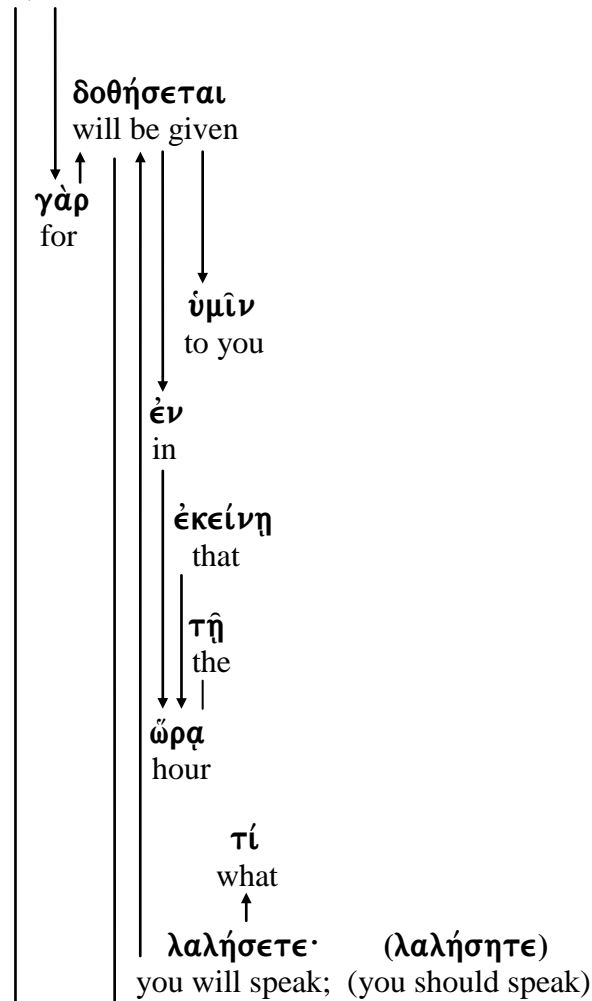 δοθήσεται
will be given
γὰρ
for
ὑμῖν
to you
ἐν
in
ἐκείνῃ
that
τῇ
the
ὥρᾳ
hour
τί
what
λαλήσετε· (λαλήσητε)
you will speak; (you should speak)